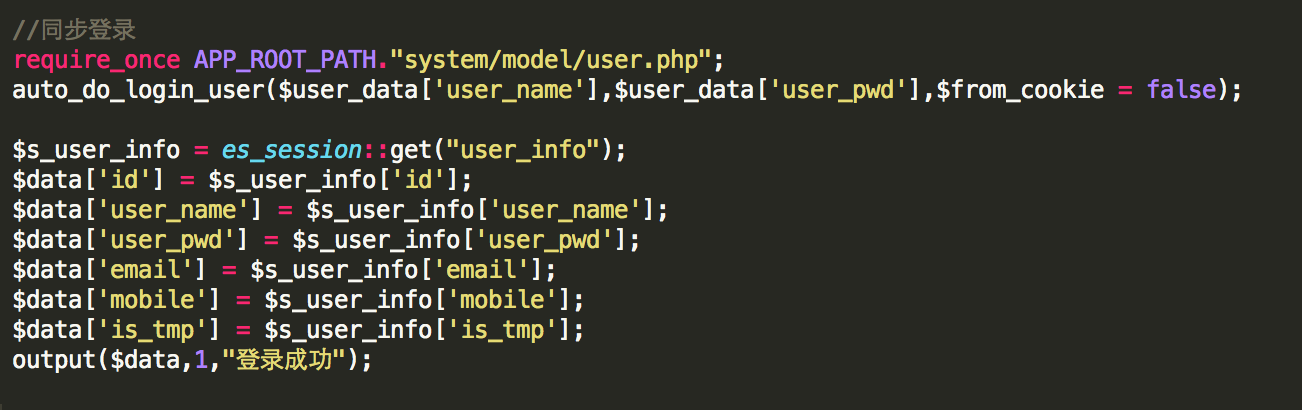 //同步登录
require_once APP_ROOT_PATH."system/model/user.php";
auto_do_login_user($user_data['user_name'],$user_data['user_pwd'],$from_cookie = false);
$s_user_info = es_session::get("user_info");
$data['id'] = $s_user_info['id'];
$data['user_name'] = $s_user_info['user_name'];
$data['user_pwd'] = $s_user_info['user_pwd'];
$data['email'] = $s_user_info['email'];
$data['mobile'] = $s_user_info['mobile'];
$data['is_tmp'] = $s_user_info['is_tmp'];
output($data,1,"登录成功");